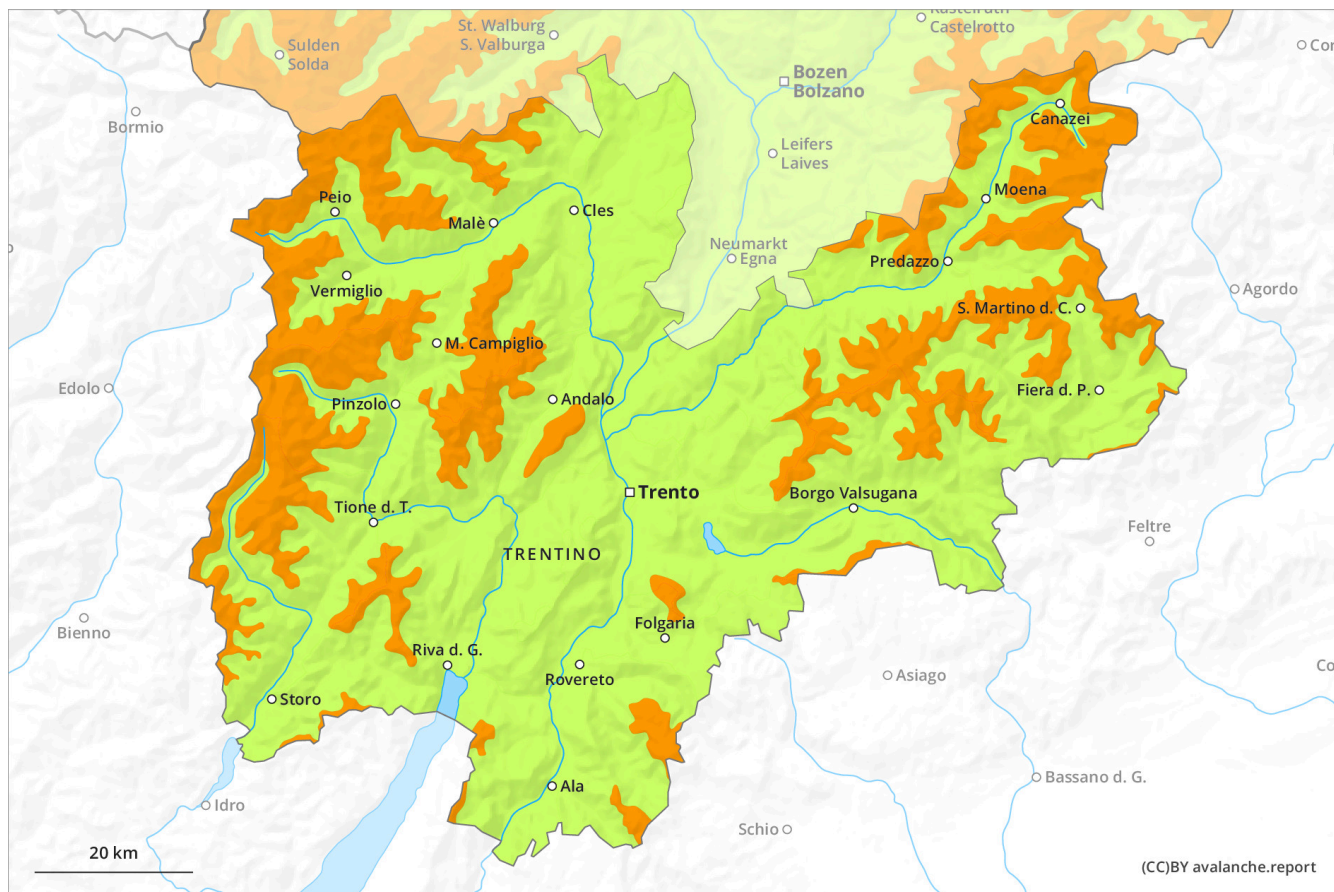 Kastelruth
Castelrotto
St. Walburg
S. Valburga
Sulden
Solda
Bozen
Bolzano
Bormio
Canazei
Leifers
Laives
Moena
Peio
Malè
Cles
Neumarkt
Egna
Predazzo
Vermiglio
Agordo
S. Martino d. C.
M. Campiglio
Edolo
Pinzolo
Andalo
Fiera d. P.
Trento
Borgo Valsugana
Tione d. T.
Feltre
TRENTINO
Bienno
Folgaria
Riva d. G.
Rovereto
Asiago
Storo
Ala
Bassano d. G.
Idro
Schio
20 km
(CC)BY avalanche.report